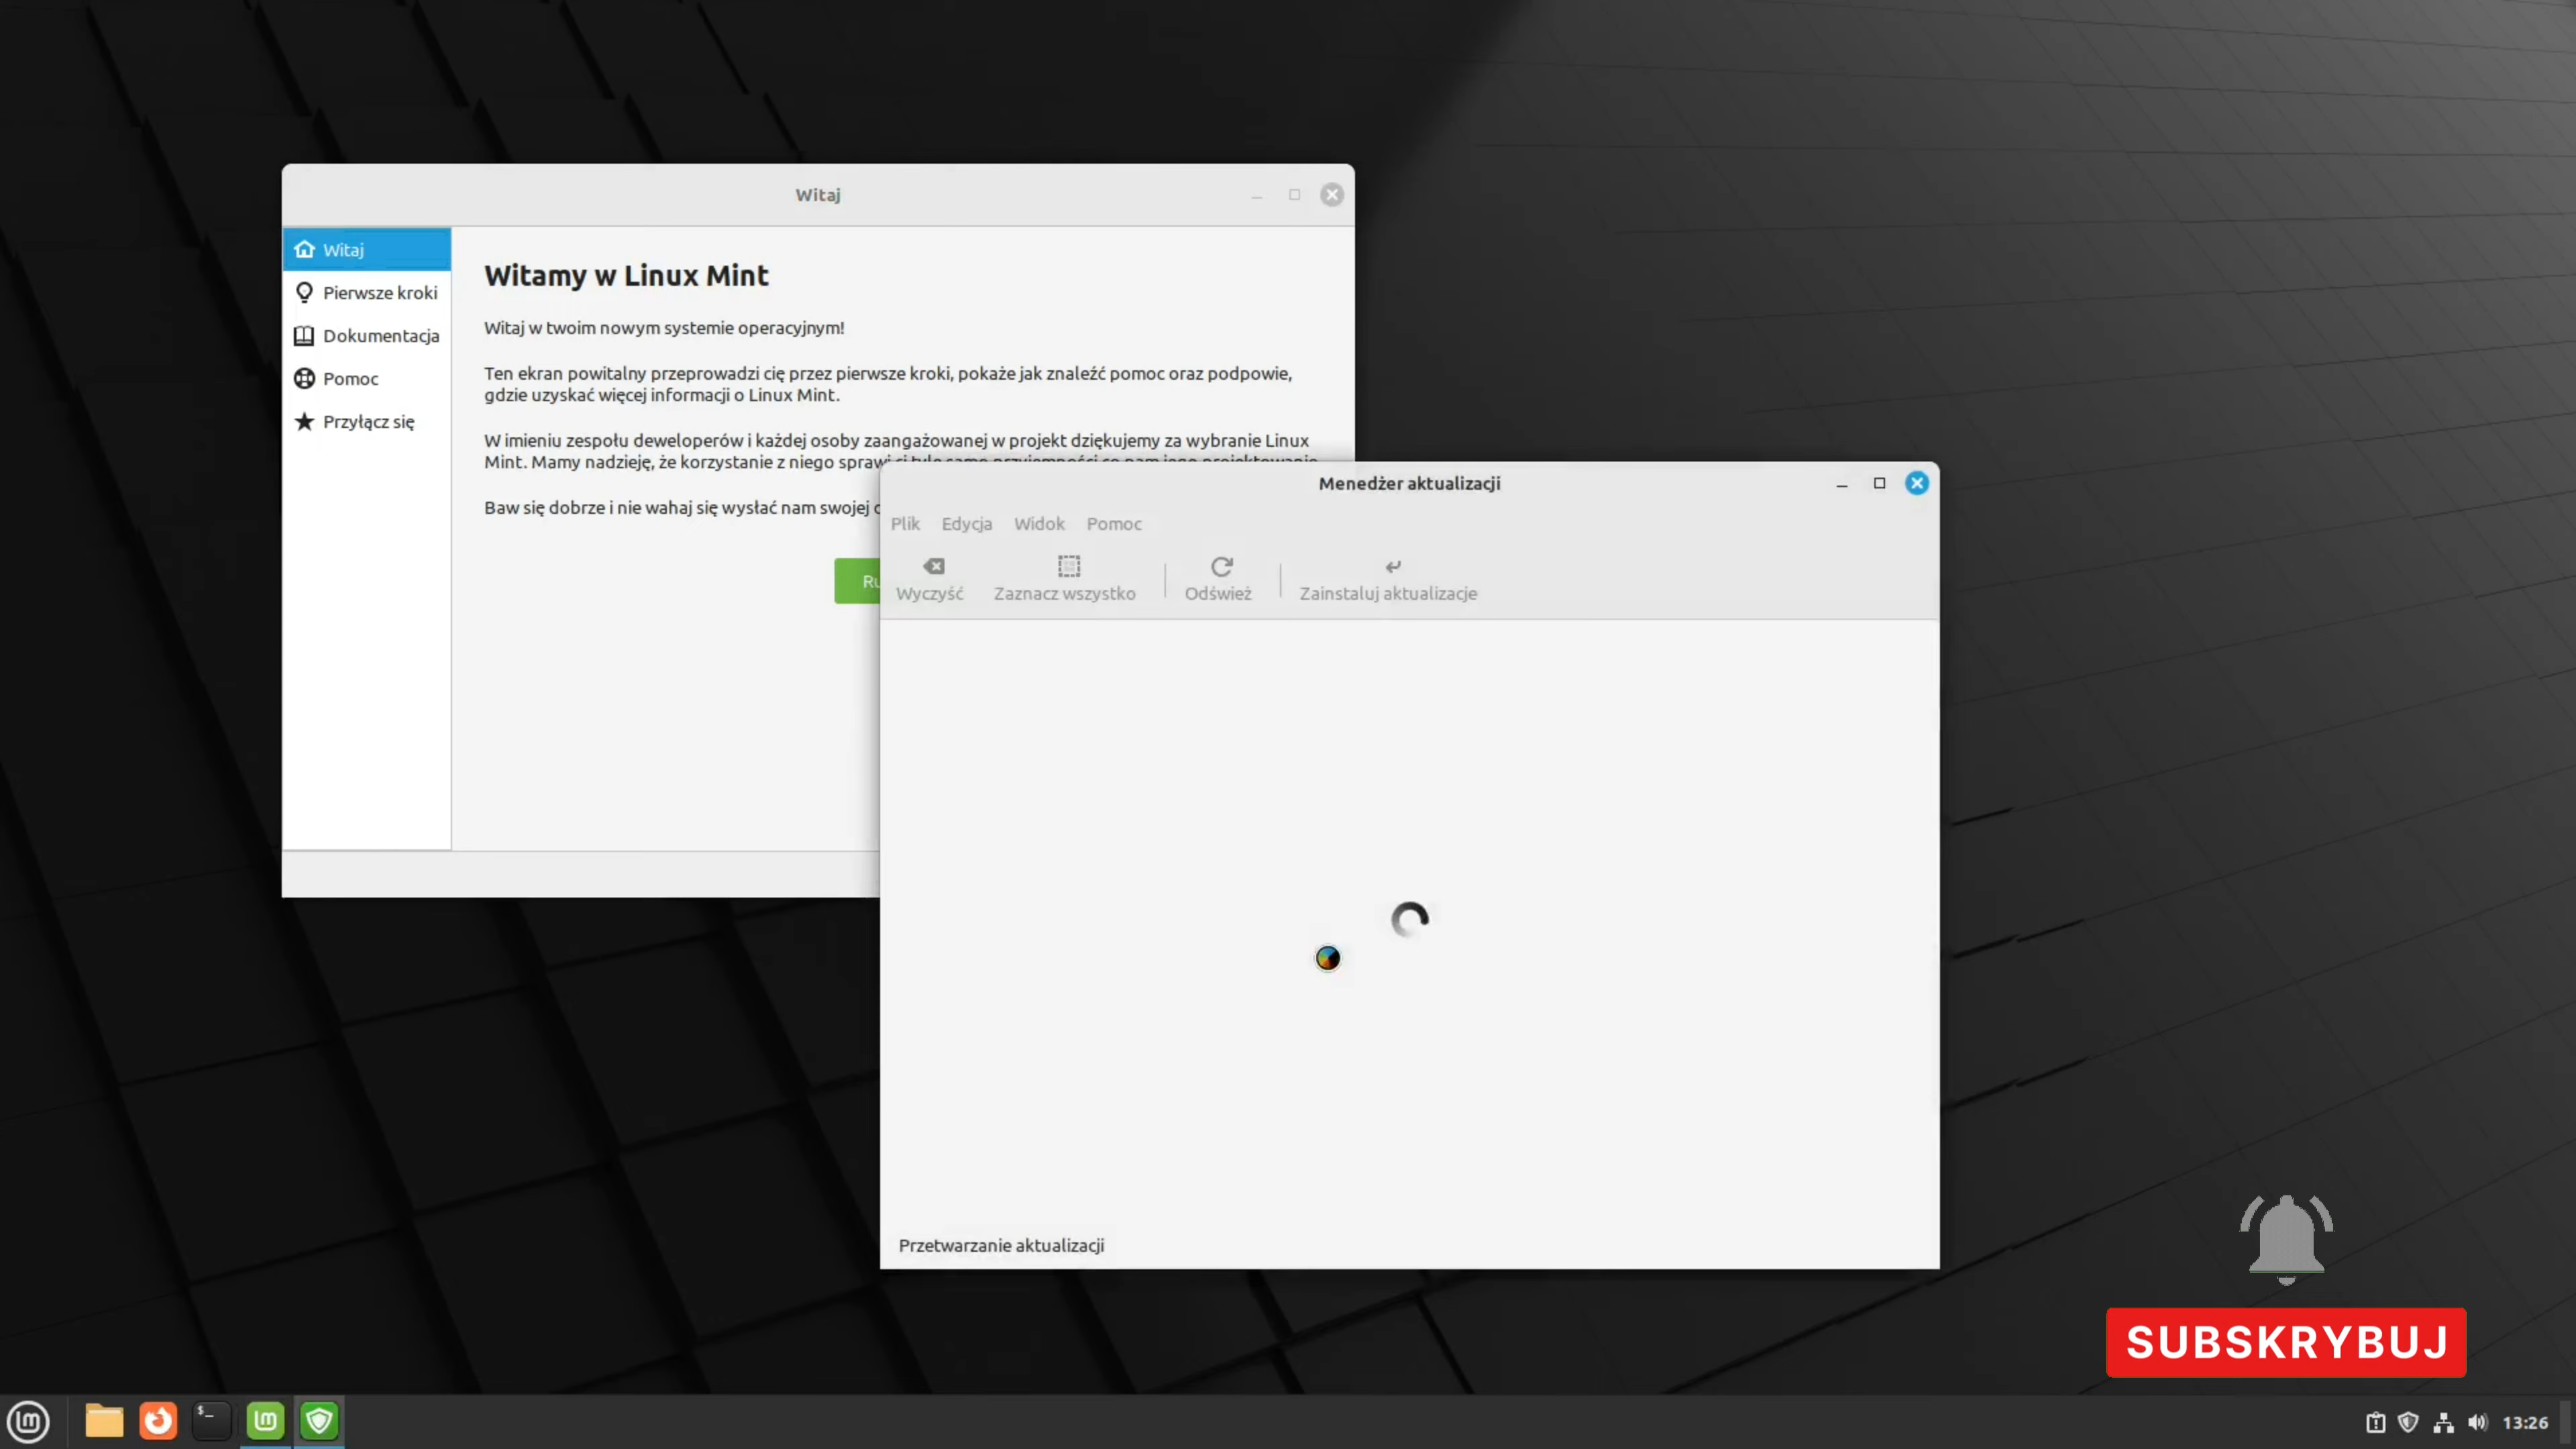 Witaj
Witaj
Pierwsze kroki
Dokumentacja
Pomoc
Przyłącz się
Witamy w Linux Mint
Witaj w twoim nowym systemie operacyjnym!
Ten ekran powitalny przeprowadzi cię przez pierwsze kroki, pokaże jak znaleźć pomoc oraz podpowie,
gdzie uzyskać więcej informacji o Linux Mint.
W imieniu zespołu deweloperów i każdej osoby zaangażowanej w projekt dziękujemy za wybranie Linux
Mint. Mamy nadzieję, że korzystanie z niego sprawi
Baw się dobrze i nie wahaj się wysłać nam swojej
Menedżer aktualizacji
Plik Edycja Widok Pomoc
Wyczyść Zaznacz wszystko Odśwież Zainstaluj aktualizacje
Przetwarzanie aktualizacji
SUBSKRYBUJ
13:26